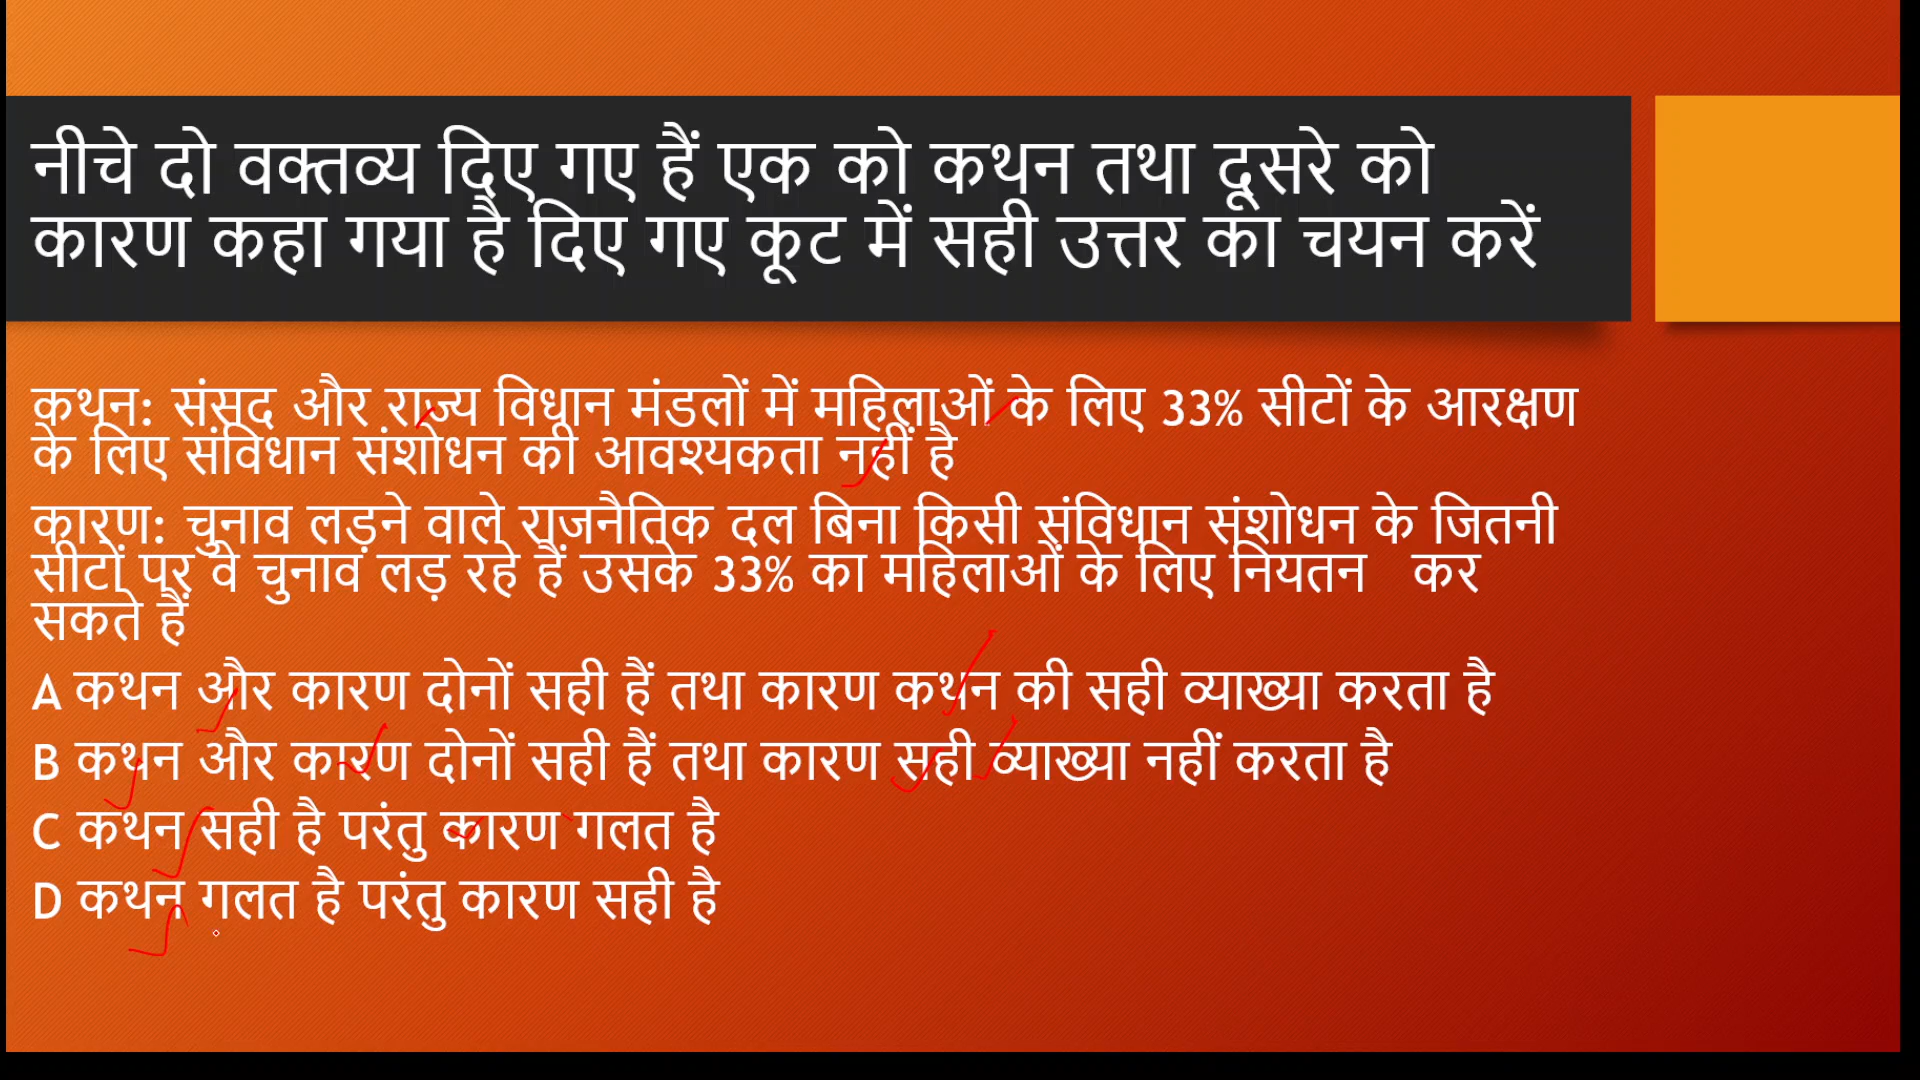 नीचे दो वक्तव्य दिए गए हैं एक को कथन तथा दूसरे को
कारण कहा गया है दिए गए कूट में सही उत्तर का चयन करें
कथन: संसद और राज्य विधान मंडलों में महिलाओं के लिए 33% सीटों के आरक्षण
के लिए संविधान संशोधन की आवश्यकता नहीं है
कारण: चुनाव लड़ने वाले राजनैतिक दल बिना किसी संविधान संशोधन के जितनी
सीटों पर वे चुनाव लड़ रहे हैं उसके 33% का महिलाओं के लिए नियतन कर
सकते हैं
A कथन और कारण दोनों सही हैं तथा कारण कथन की सही व्याख्या करता है
B कथन और कारण दोनों सही हैं तथा कारण सही व्याख्या नहीं करता है
C कथन सही है परंतु कारण गलत है
D कथन गलत है परंतु कारण सही है